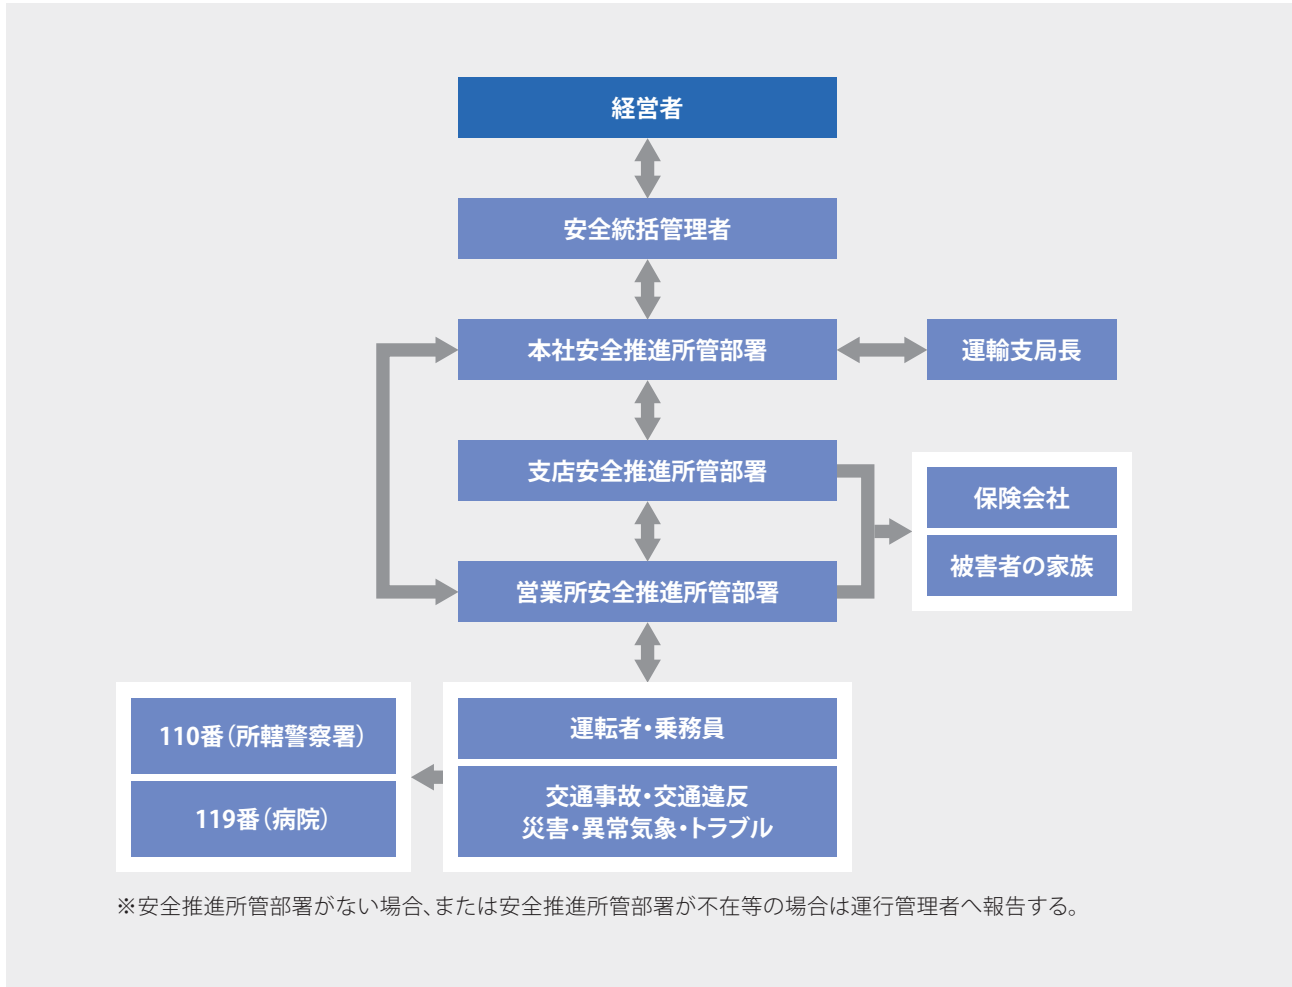 経営者
安全統括管理者
本社安全推進所管部署
運輸支局長
支店安全推進所管部署
保険会社
被害者の家族
営業所安全推進所管部署
110番（所轄警察署）
119番（病院）
運転者・乗務員
交通事故・交通違反
災害・異常気象・トラブル
※安全推進所管部署がない場合、または安全推進所管部署が不在等の場合は運行管理者へ報告する。